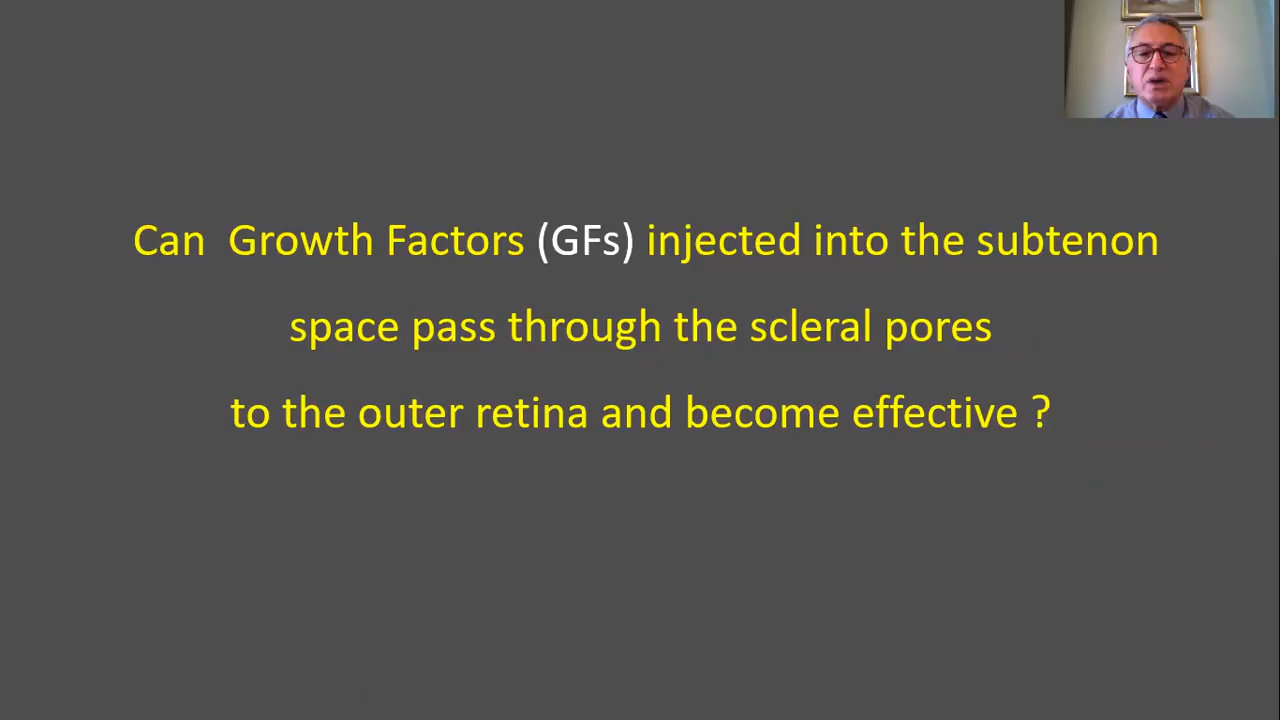 Can Growth Factors (GFs) injected into the subtenon
space pass through the scleral pores
to the outer retina and become effective ?